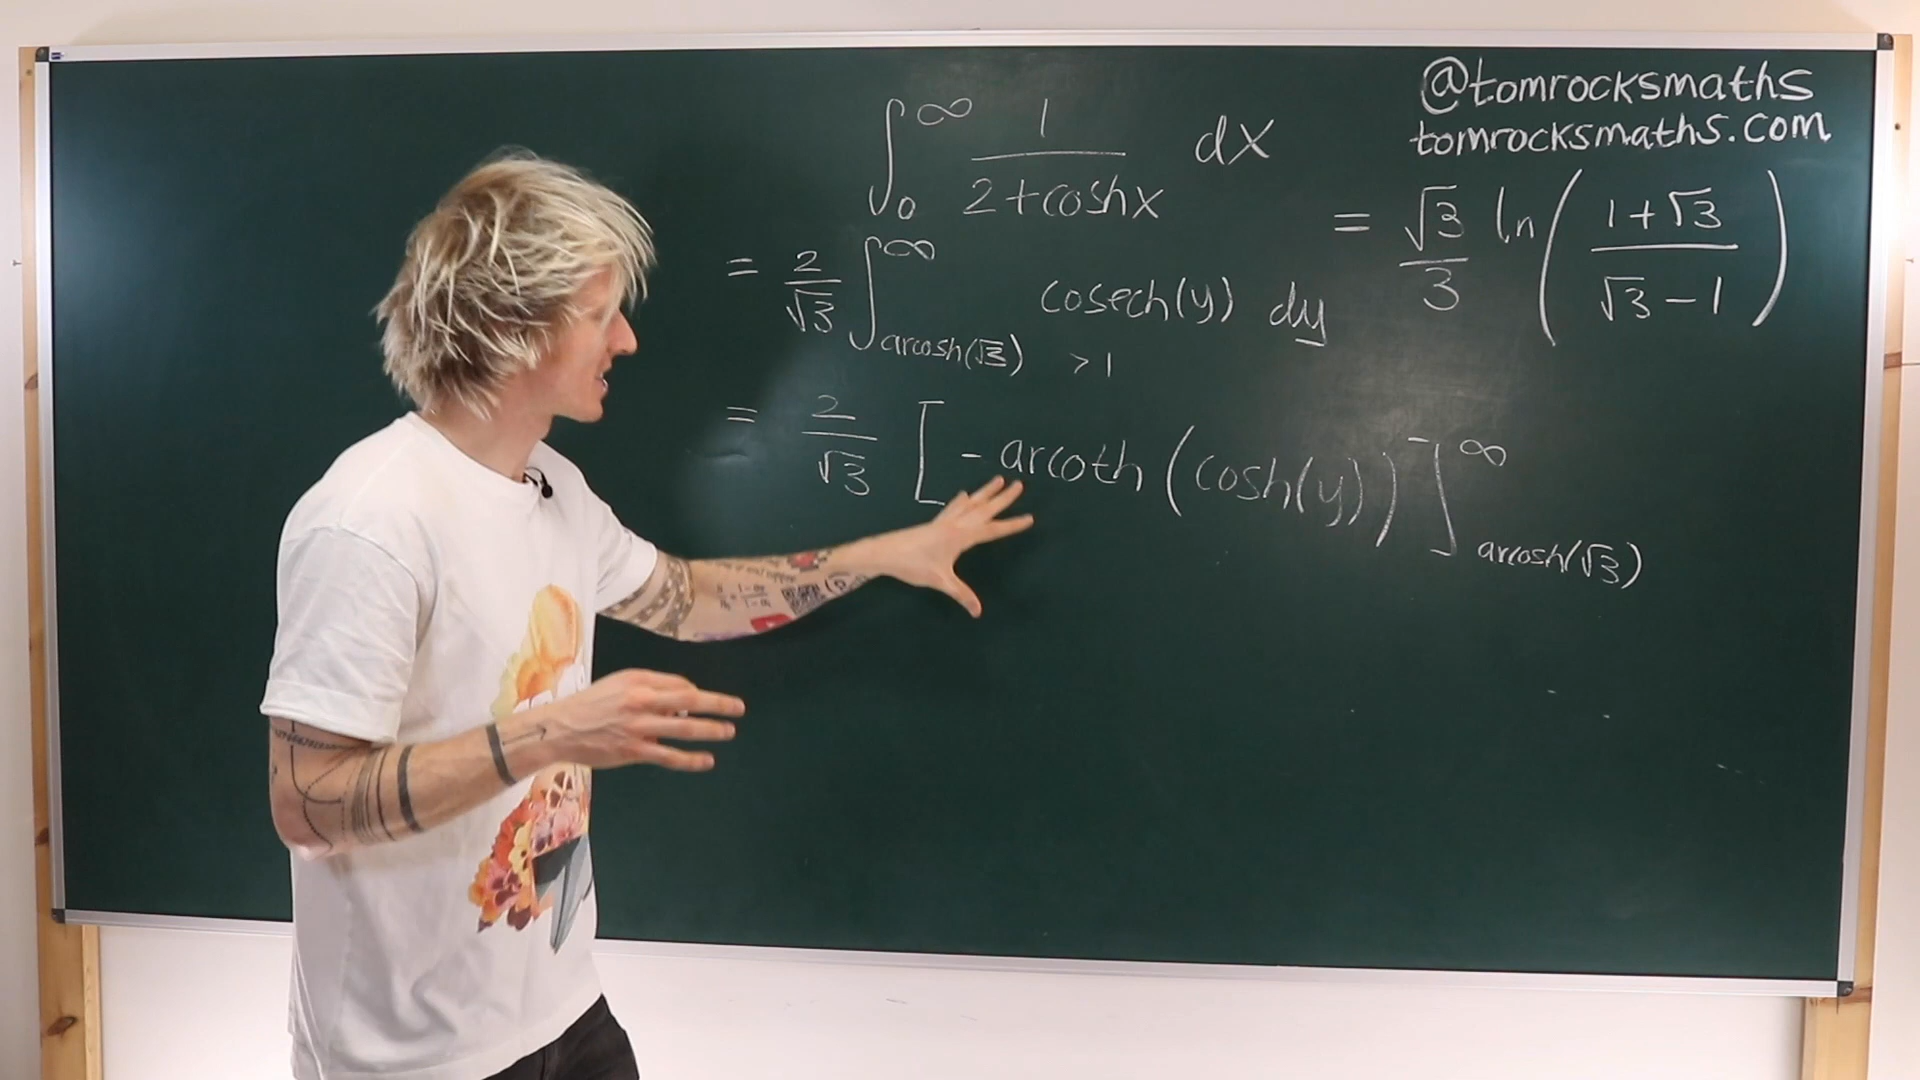 @tomrocksmaths
tomrocksmaths.com
∫₀^∞ 1/(2+coshx) dx
= √3/3 ln((1+√3)/(√3−1))
= 2/√3 ∫_{arcosh(√3)}^∞ cosech(y) dy
>1
= 2/√3 [-arcoth(cosh(y))]_{arcosh(√3)}^∞